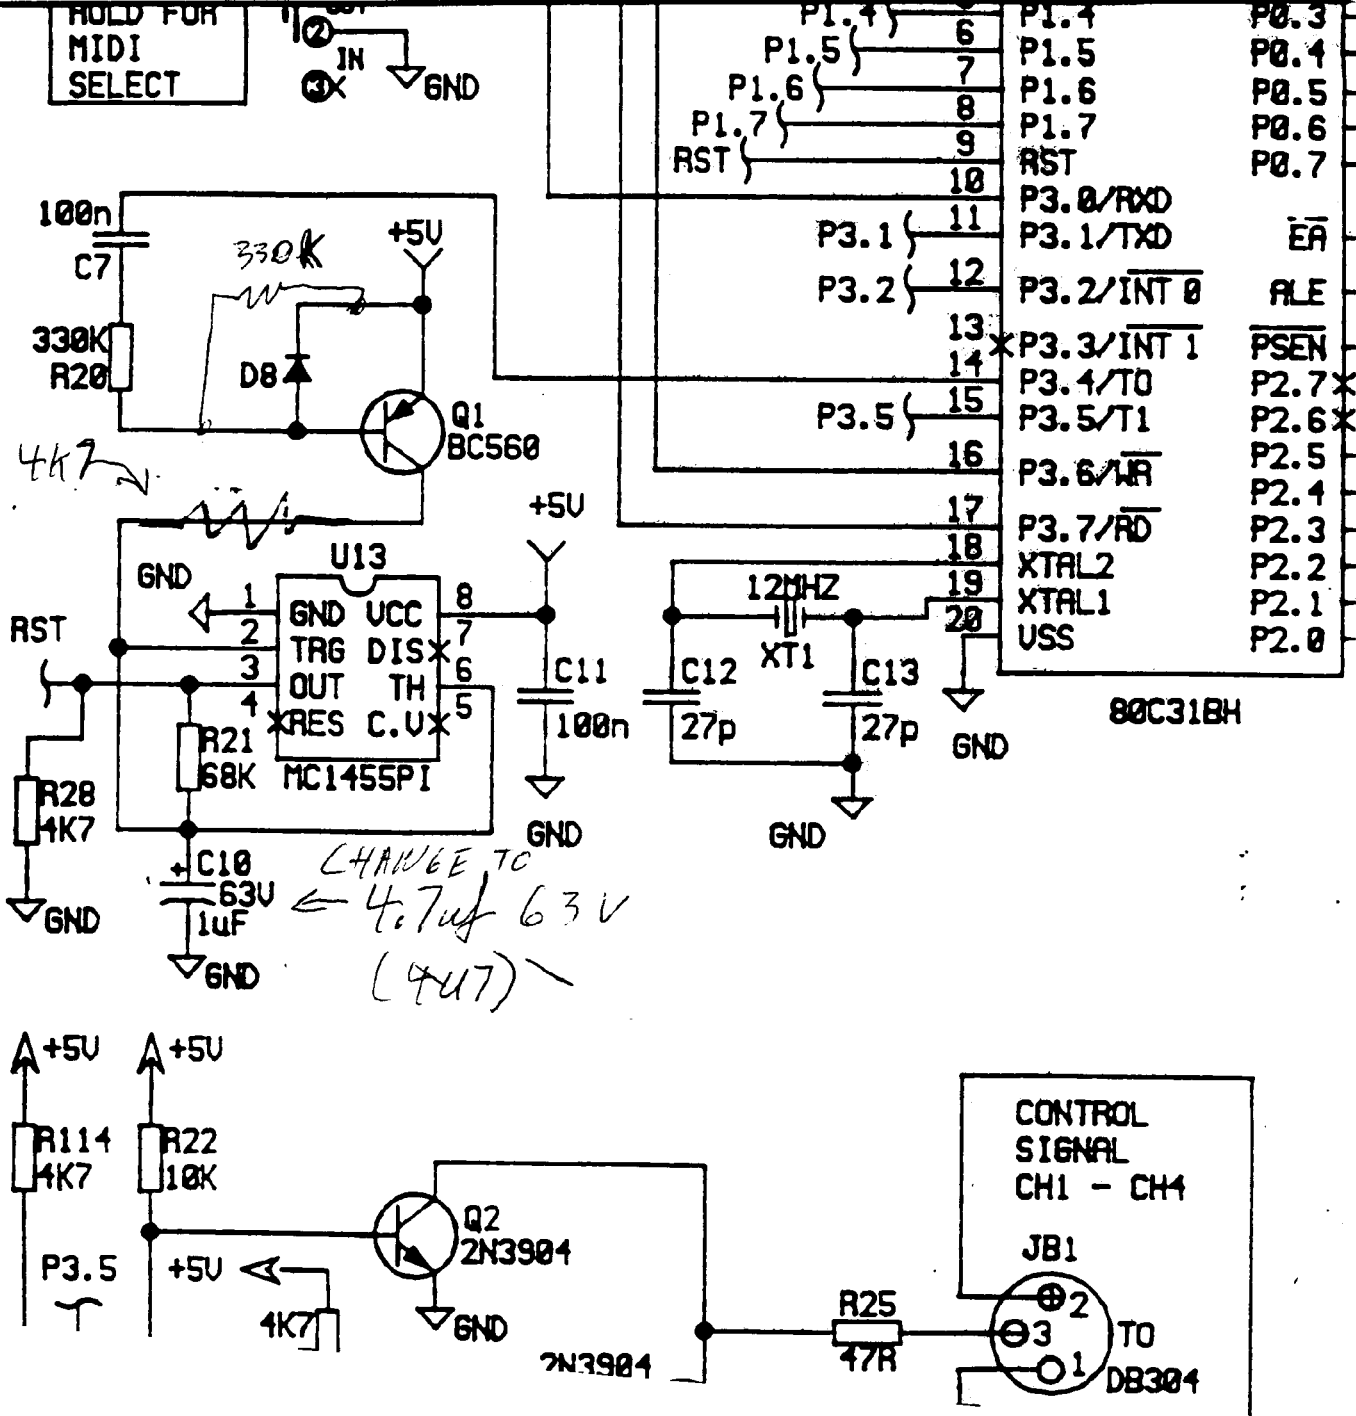 HOLD FOR
MIDI
SELECT
OUT
2
IN
3
GND
P1.4
P1.5
P1.6
P1.7
RST
6
7
8
9
10
11
12
13
14
15
16
17
18
19
20
P1.4
P1.5
P1.6
P1.7
RST
P3.0/RXD
P3.1/TXD
P3.2/INT 0
P3.3/INT 1
P3.4/T0
P3.5/T1
P3.6/WR
P3.7/RD
XTAL2
XTAL1
VSS
P0.3
P0.4
P0.5
P0.6
P0.7
EA
ALE
PSEN
P2.7
P2.6
P2.5
P2.4
P2.3
P2.2
P2.1
P2.0
80C31BH
P3.1
P3.2
P3.5
100n
C7
330K
+5V
330K
R20
D8
Q1
BC560
4K7
+5V
U13
GND
1
2
3
4
GND VCC
TRG DIS
OUT TH
RES C.V
8
7
6
5
MC1455PI
RST
R21
68K
R28
4K7
GND
C11
100n
GND
12MHZ
XT1
C12
27p
C13
27p
GND
GND
+ C10
63V
1uF
GND
CHANGE TO
← 4.7uf 63V
(4u7)
+5V
+5V
R114
4K7
R22
10K
Q2
2N3904
P3.5
+5V
4K7
GND
2N3904
R25
47R
CONTROL
SIGNAL
CH1 - CH4
JB1
2
3
1
TO
DB304